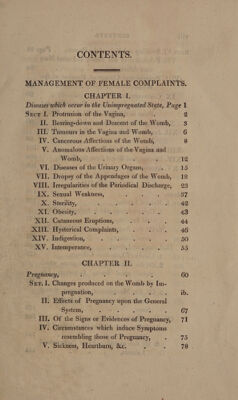 CONTENTS.
MANAGEMENT OF FEMALE COMPLAINTS.
CHAPTER I.
Diseases which occur in the Unimpregnated State, Page 1
SECT I. Protrusion of the Vagina, 2
II. Bearing-down and Descent of the Womb, 3
III. Tumours in the Vagina and Womb, 6
IV. Cancerous Affections of the Womb, 8
V. Anomalous Affections of the Vagina and
Womb, 12
VI. Diseases of the Urinary Organs, 15
VII. Dropsy of the Appendages of the Womb, 18
VIII. Irregularities of the Periodical Discharge, 23
IX. Sexual Weakness, 37
X. Sterility, 42
XI. Obesity, 43
XII. Cutaneous Eruptions, 44
XIII. Hysterical Complaints, 46
XIV. Indigestion, 50
XV. Intemperance, 55
CHAPTER II.
Pregnancy, 60
SECT. I. Changes produced on the Womb by Im-
pregnation, ib.
II. Effects of Pregnancy upon the General
System, 67
III. Of the Signs or Evidences of Pregnancy, 71
IV. Circumstances which induce Symptoms
resembling those of Pregnancy, 75
V. Sickness, Heartburn, &c. 78